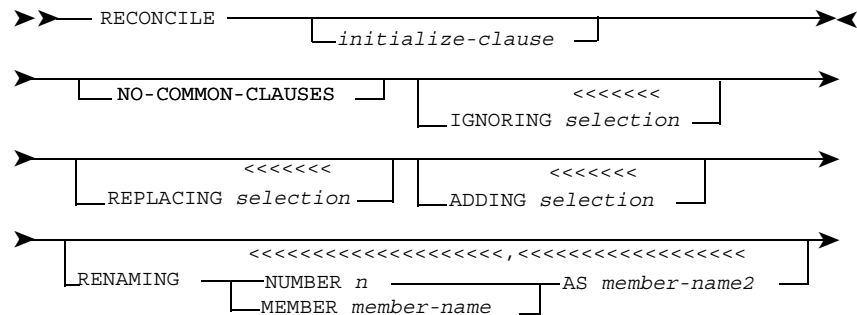 RECONCILE
initialize-clause
NO-COMMON-CLAUSES
<<<<<<<
IGNORING selection
<<<<<<<
REPLACING selection
<<<<<<<
ADDING selection
<<<<<<<<<<<<<<<<<<<<,<<<<<<<<<<<<<<<<<<
RENAMING NUMBER n AS member-name2
MEMBER member-name